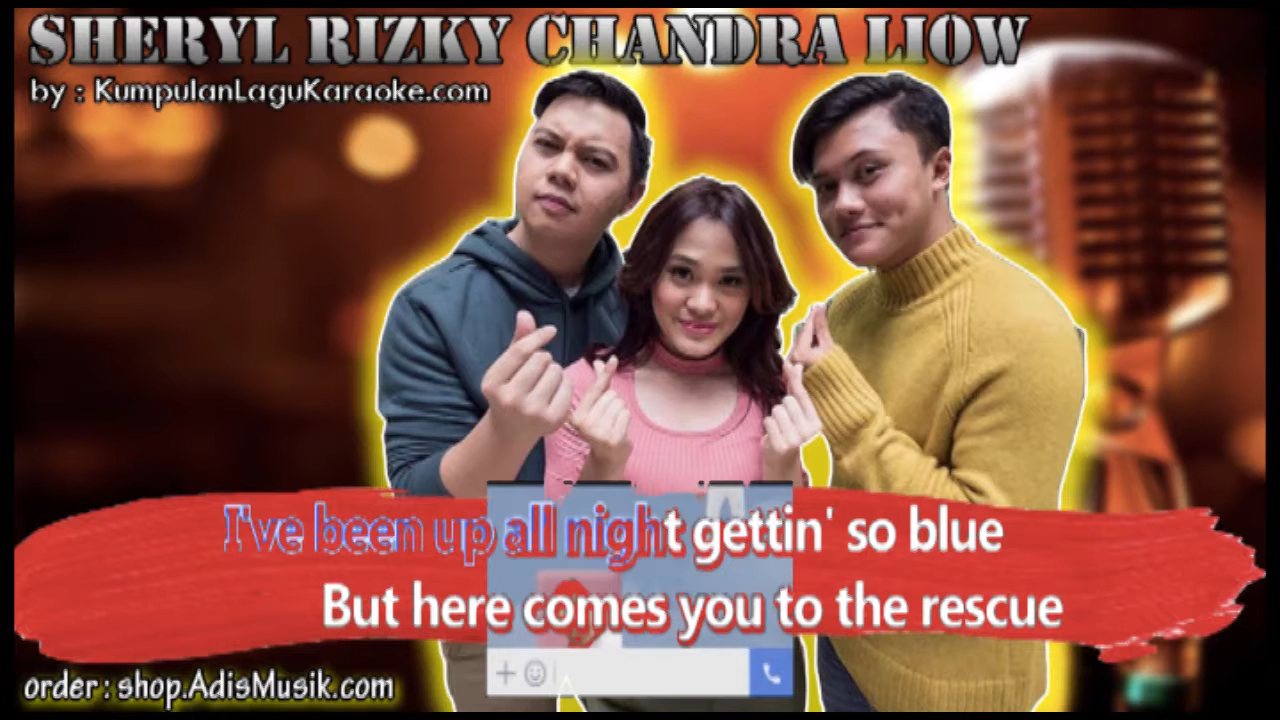 SHERYL RIZKY CHANDRA LIOW
by : KumpulanLaguKaraoke.com
I've been up all night gettin' so blue
But here comes you to the rescue
order : shop.AdisMusik.com